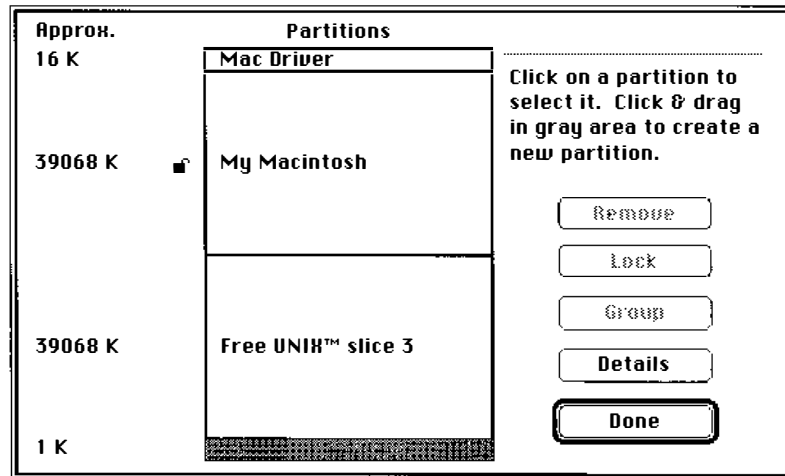 Approx.
Partitions
16 K
Mac Driver
Click on a partition to
select it. Click & drag
in gray area to create a
new partition.
39068 K
My Macintosh
Remove
Lock
Group
39068 K
Free UNIX™ slice 3
Details
Done
1 K